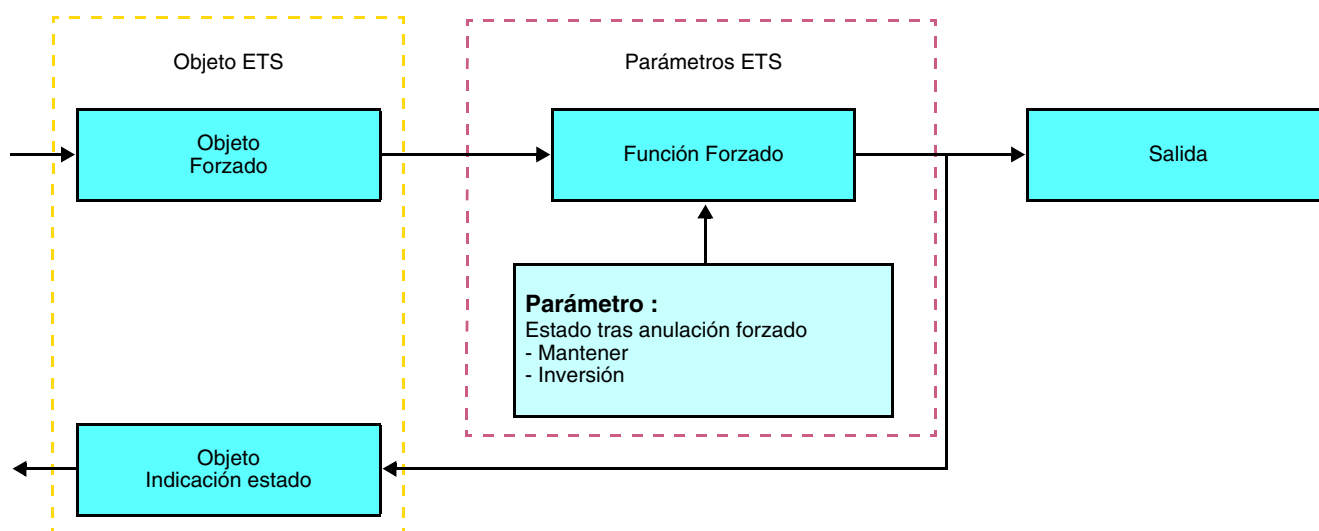 Objeto ETS
Parámetros ETS
Objeto
Forzado
Función Forzado
Salida
Parámetro :
Estado tras anulación forzado
- Mantener
- Inversión
Objeto
Indicación estado